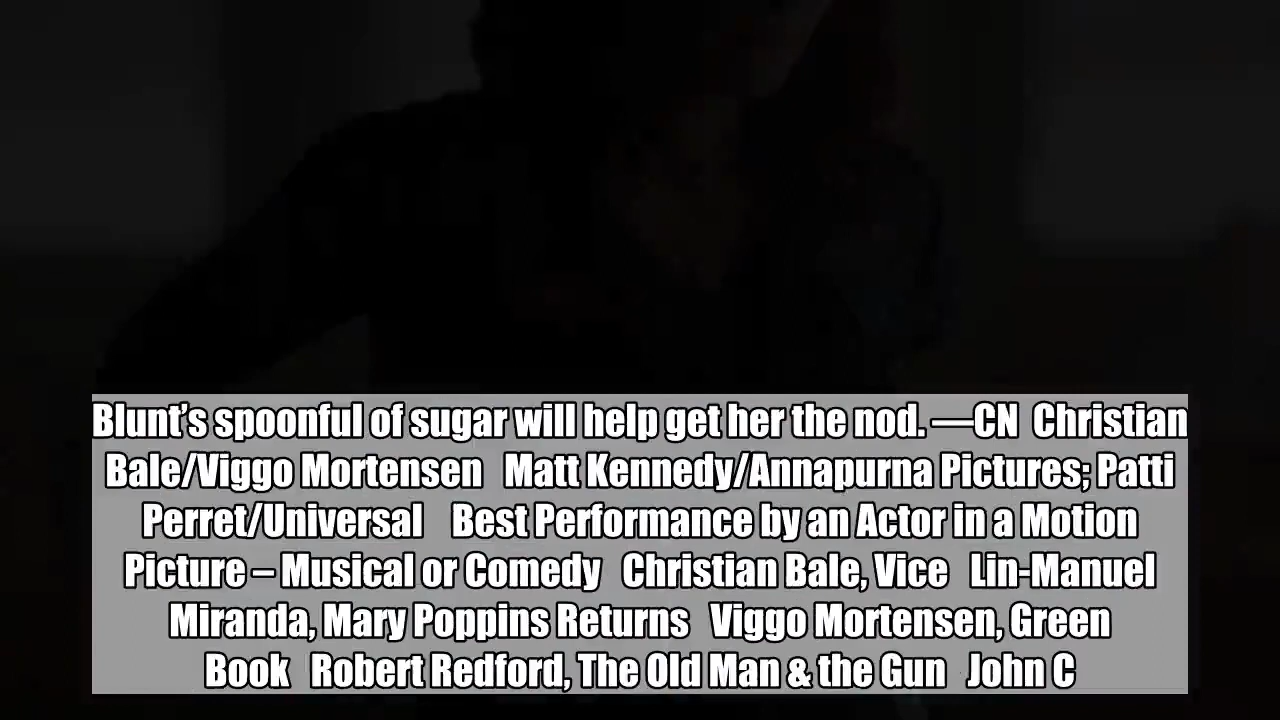 Blunt’s spoonful of sugar will help get her the nod. —CN Christian
Bale/Viggo Mortensen Matt Kennedy/Annapurna Pictures; Patti
Perret/Universal Best Performance by an Actor in a Motion
Picture – Musical or Comedy Christian Bale, Vice Lin-Manuel
Miranda, Mary Poppins Returns Viggo Mortensen, Green
Book Robert Redford, The Old Man & the Gun John C